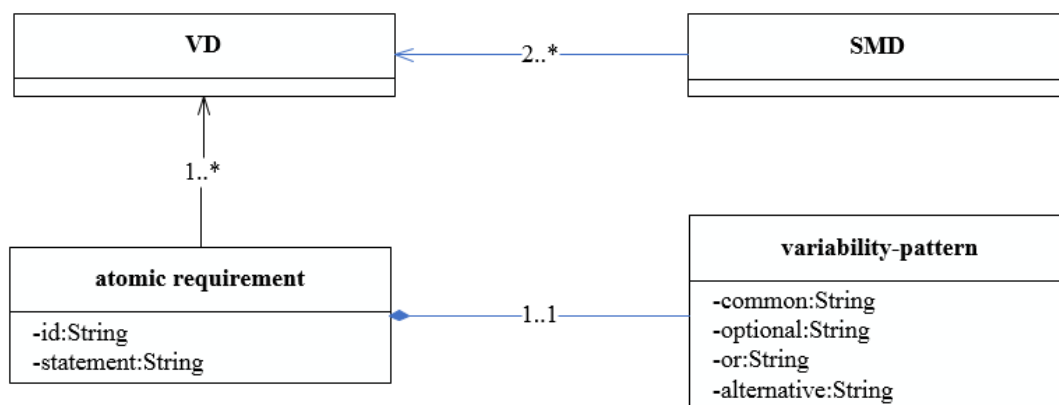 VD
2..*
SMD
1..*
atomic requirement
-id:String
-statement:String
1..1
variability-pattern
-common:String
-optional:String
-or:String
-alternative:String